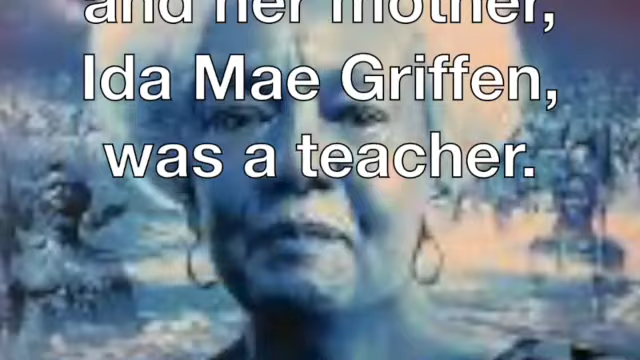 and her mother,
Ida Mae Griffen,
was a teacher.